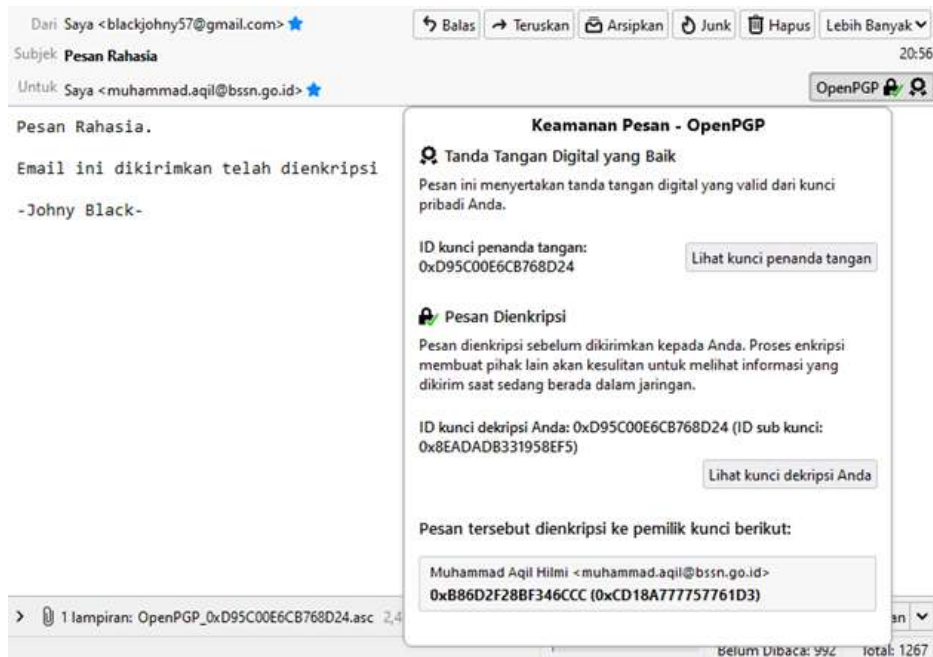 Dari Saya <blackjohny57@gmail.com>
Balas Teruskan Arsipkan Junk Hapus Lebih Banyak
Subjek Pesan Rahasia
20:56
Untuk Saya <muhammad.aqil@bssn.go.id>
OpenPGP
Pesan Rahasia.
Email ini dikirimkan telah dienkripsi
-Johny Black-
Keamanan Pesan - OpenPGP
Tanda Tangan Digital yang Baik
Pesan ini menyertakan tanda tangan digital yang valid dari kunci
pribadi Anda.
ID kunci penanda tangan:
0xD95C00E6CB768D24
Lihat kunci penanda tangan
Pesan Dienkripsi
Pesan dienkripsi sebelum dikirimkan kepada Anda. Proses enkripsi
membuat pihak lain akan kesulitan untuk melihat informasi yang
dikirim saat sedang berada dalam jaringan.
ID kunci dekripsi Anda: 0xD95C00E6CB768D24 (ID sub kunci:
0x8EADADB331958EF5)
Lihat kunci dekripsi Anda
Pesan tersebut dienkripsi ke pemilik kunci berikut:
Muhammad Aqil Hilmi <muhammad.aqil@bssn.go.id>
0xB86D2F28BF346CCC (0xCD18A777757761D3)
1 lampiran: OpenPGP_0xD95C00E6CB768D24.asc 2,4
an
Belum Dibaca: 992 Total: 1267